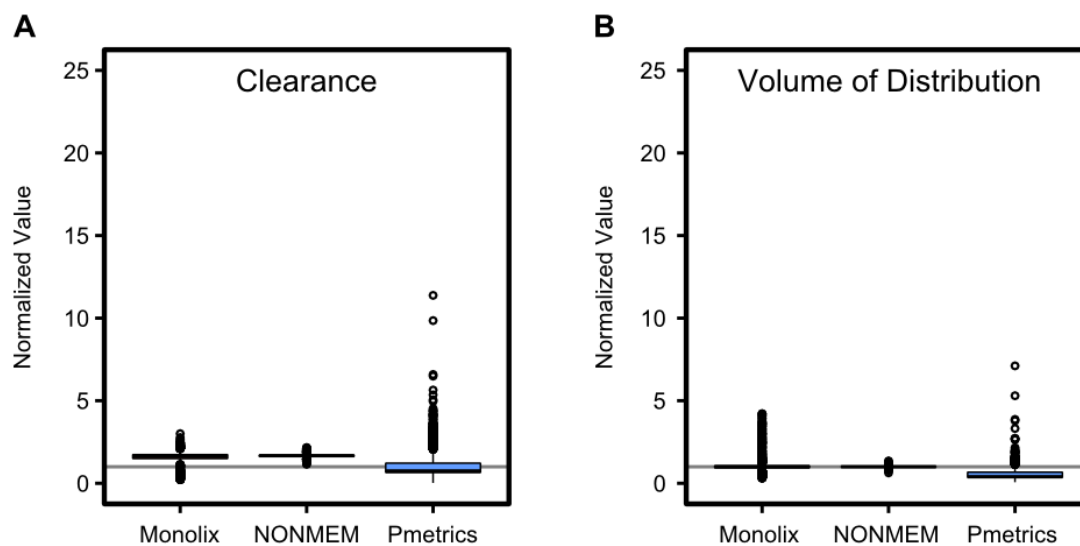 A
Clearance
Normalized Value
25
20
15
10
5
0
Monolix NONMEM Pmetrics
B
Volume of Distribution
Normalized Value
25
20
15
10
5
0
Monolix NONMEM Pmetrics